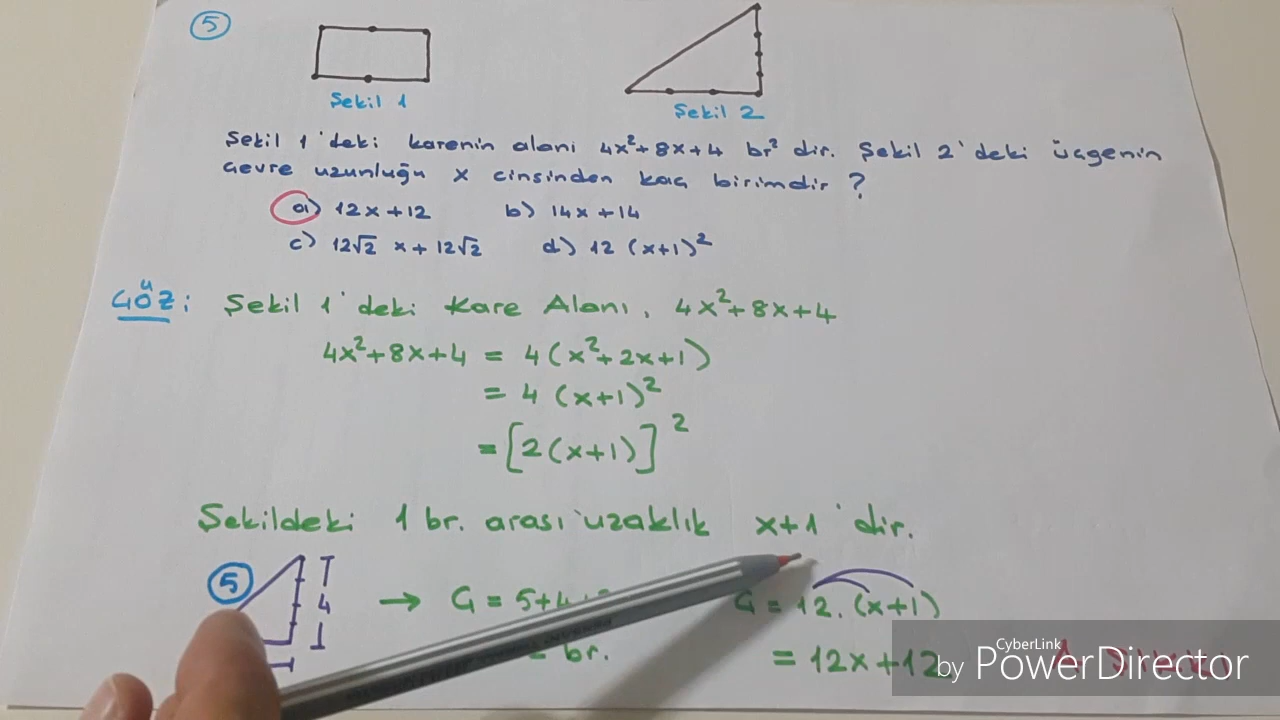 5
Şekil 1
Şekil 2
Şekil 1'deki karenin alanı 4x²+8x+4 br² dir. Şekil 2'deki üçgenin
çevre uzunluğu x cinsinden kaç birimdir ?
a) 12x+12 b) 14x+14
c) 12√2 x + 12√2 d) 12 (x+1)²
ÇÖZ: Şekil 1'deki Kare Alanı, 4x²+8x+4
4x²+8x+4 = 4(x²+2x+1)
= 4 (x+1)²
= [2(x+1)]²
Şekildeki 1 br. arası uzaklık x+1'dir.
5 4 → Ç = 5+4 Ç = 12.(x+1)
br. = 12x+12
CyberLink
by PowerDirector